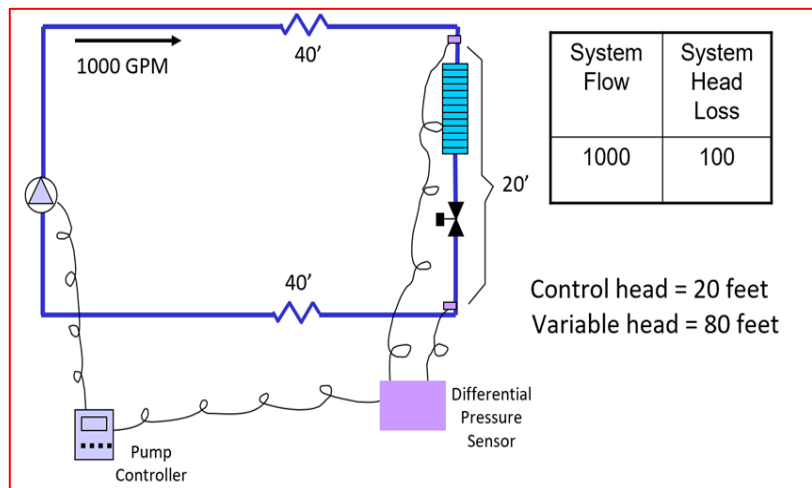 40’
1000 GPM
20’
40’
System
Flow
System
Head
Loss
1000
100
Control head = 20 feet
Variable head = 80 feet
Differential
Pressure
Sensor
Pump
Controller